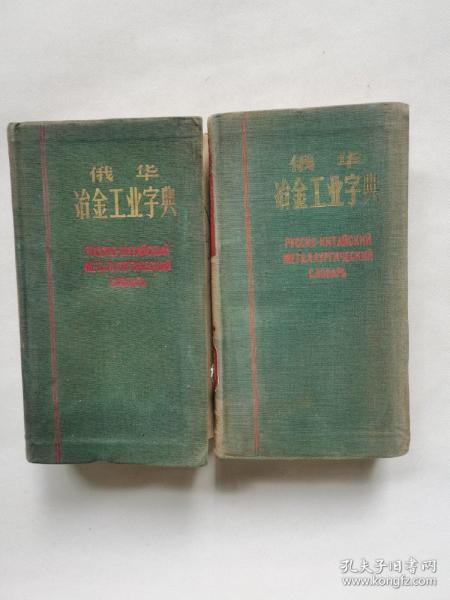 俄华
冶金工业字典
РУССКО-КИТАЙСКИЙ
МЕТАЛЛУРГИЧЕСКИЙ
СЛОВАРЬ
俄华
冶金工业字典
РУССКО-КИТАЙСКИЙ
МЕТАЛЛУРГИЧЕСКИЙ
СЛОВАРЬ
孔夫子旧书网
www.kongfz.com